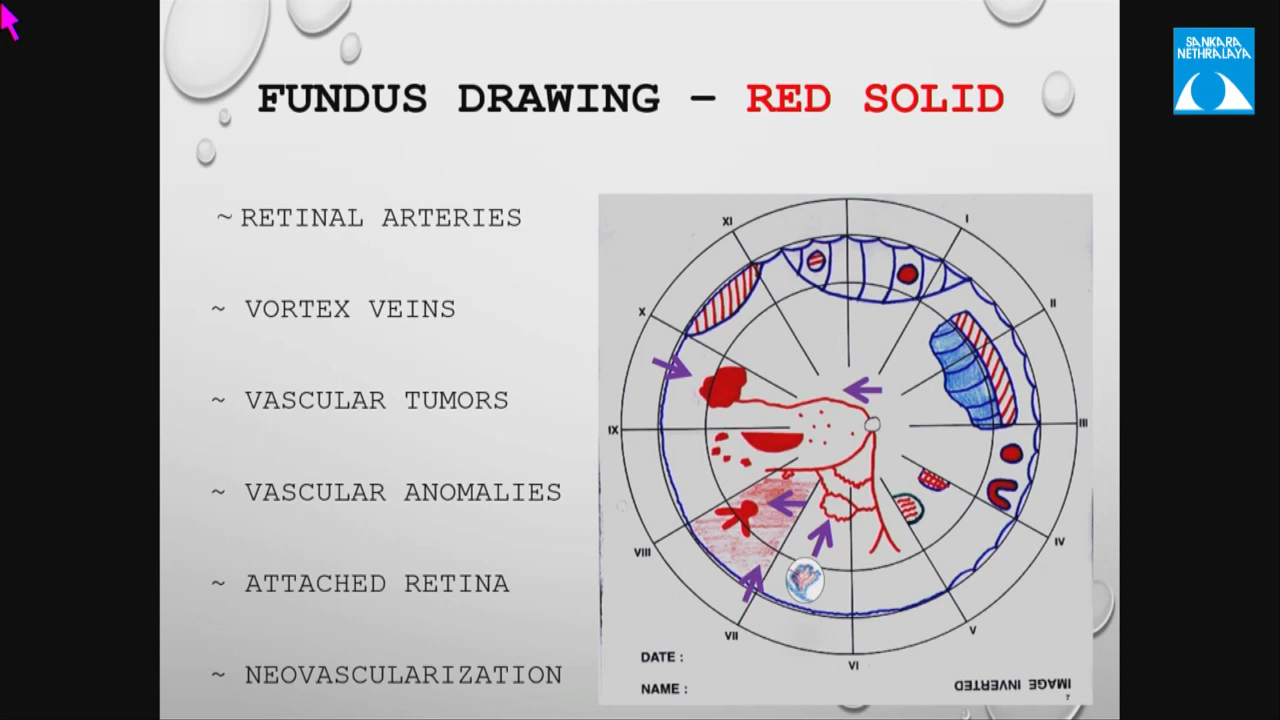 SANKARA
NETHRALAYA
FUNDUS DRAWING – RED SOLID
~ RETINAL ARTERIES
~ VORTEX VEINS
~ VASCULAR TUMORS
~ VASCULAR ANOMALIES
~ ATTACHED RETINA
~ NEOVASCULARIZATION
XI
I
X
II
IX
III
VIII
IV
VII
V
VI
DATE :
NAME :
IMAGE INVERTED
7